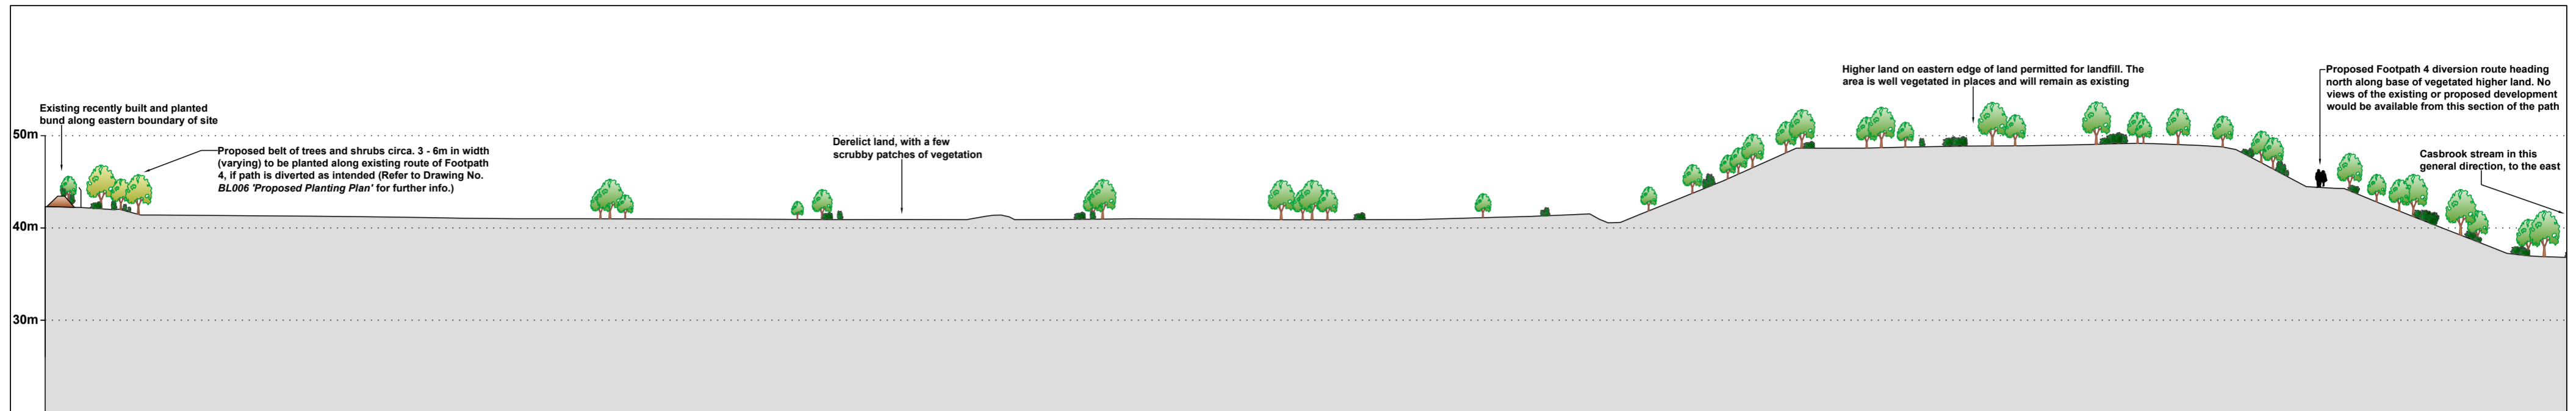 Existing recently built and planted
bund along eastern boundary of site
50m
Proposed belt of trees and shrubs circa. 3 - 6m in width
(varying) to be planted along existing route of Footpath
4, if path is diverted as intended (Refer to Drawing No.
BL006 'Proposed Planting Plan' for further info.)
40m
30m
Derelict land, with a few
scrubby patches of vegetation
Higher land on eastern edge of land permitted for landfill. The
area is well vegetated in places and will remain as existing
Proposed Footpath 4 diversion route heading
north along base of vegetated higher land. No
views of the existing or proposed development
would be available from this section of the path
Casbrook stream in this
general direction, to the east